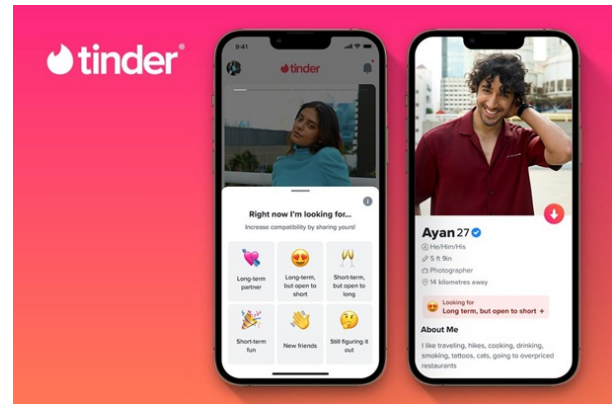 tinder®
9:41
tinder
Right now I'm looking for...
Increase compatibility by sharing yours!
Long-term
partner
Long-term,
but open to
short
Short-term,
but open to
long
Short-term
fun
New friends
Still figuring it
out
Ayan 27
He/Him/His
5 ft 9in
Photographer
14 kilometres away
Looking for
Long term, but open to short +
About Me
I like traveling, hikes, cooking, drinking,
smoking, tattoos, cats, going to overpriced
restaurants